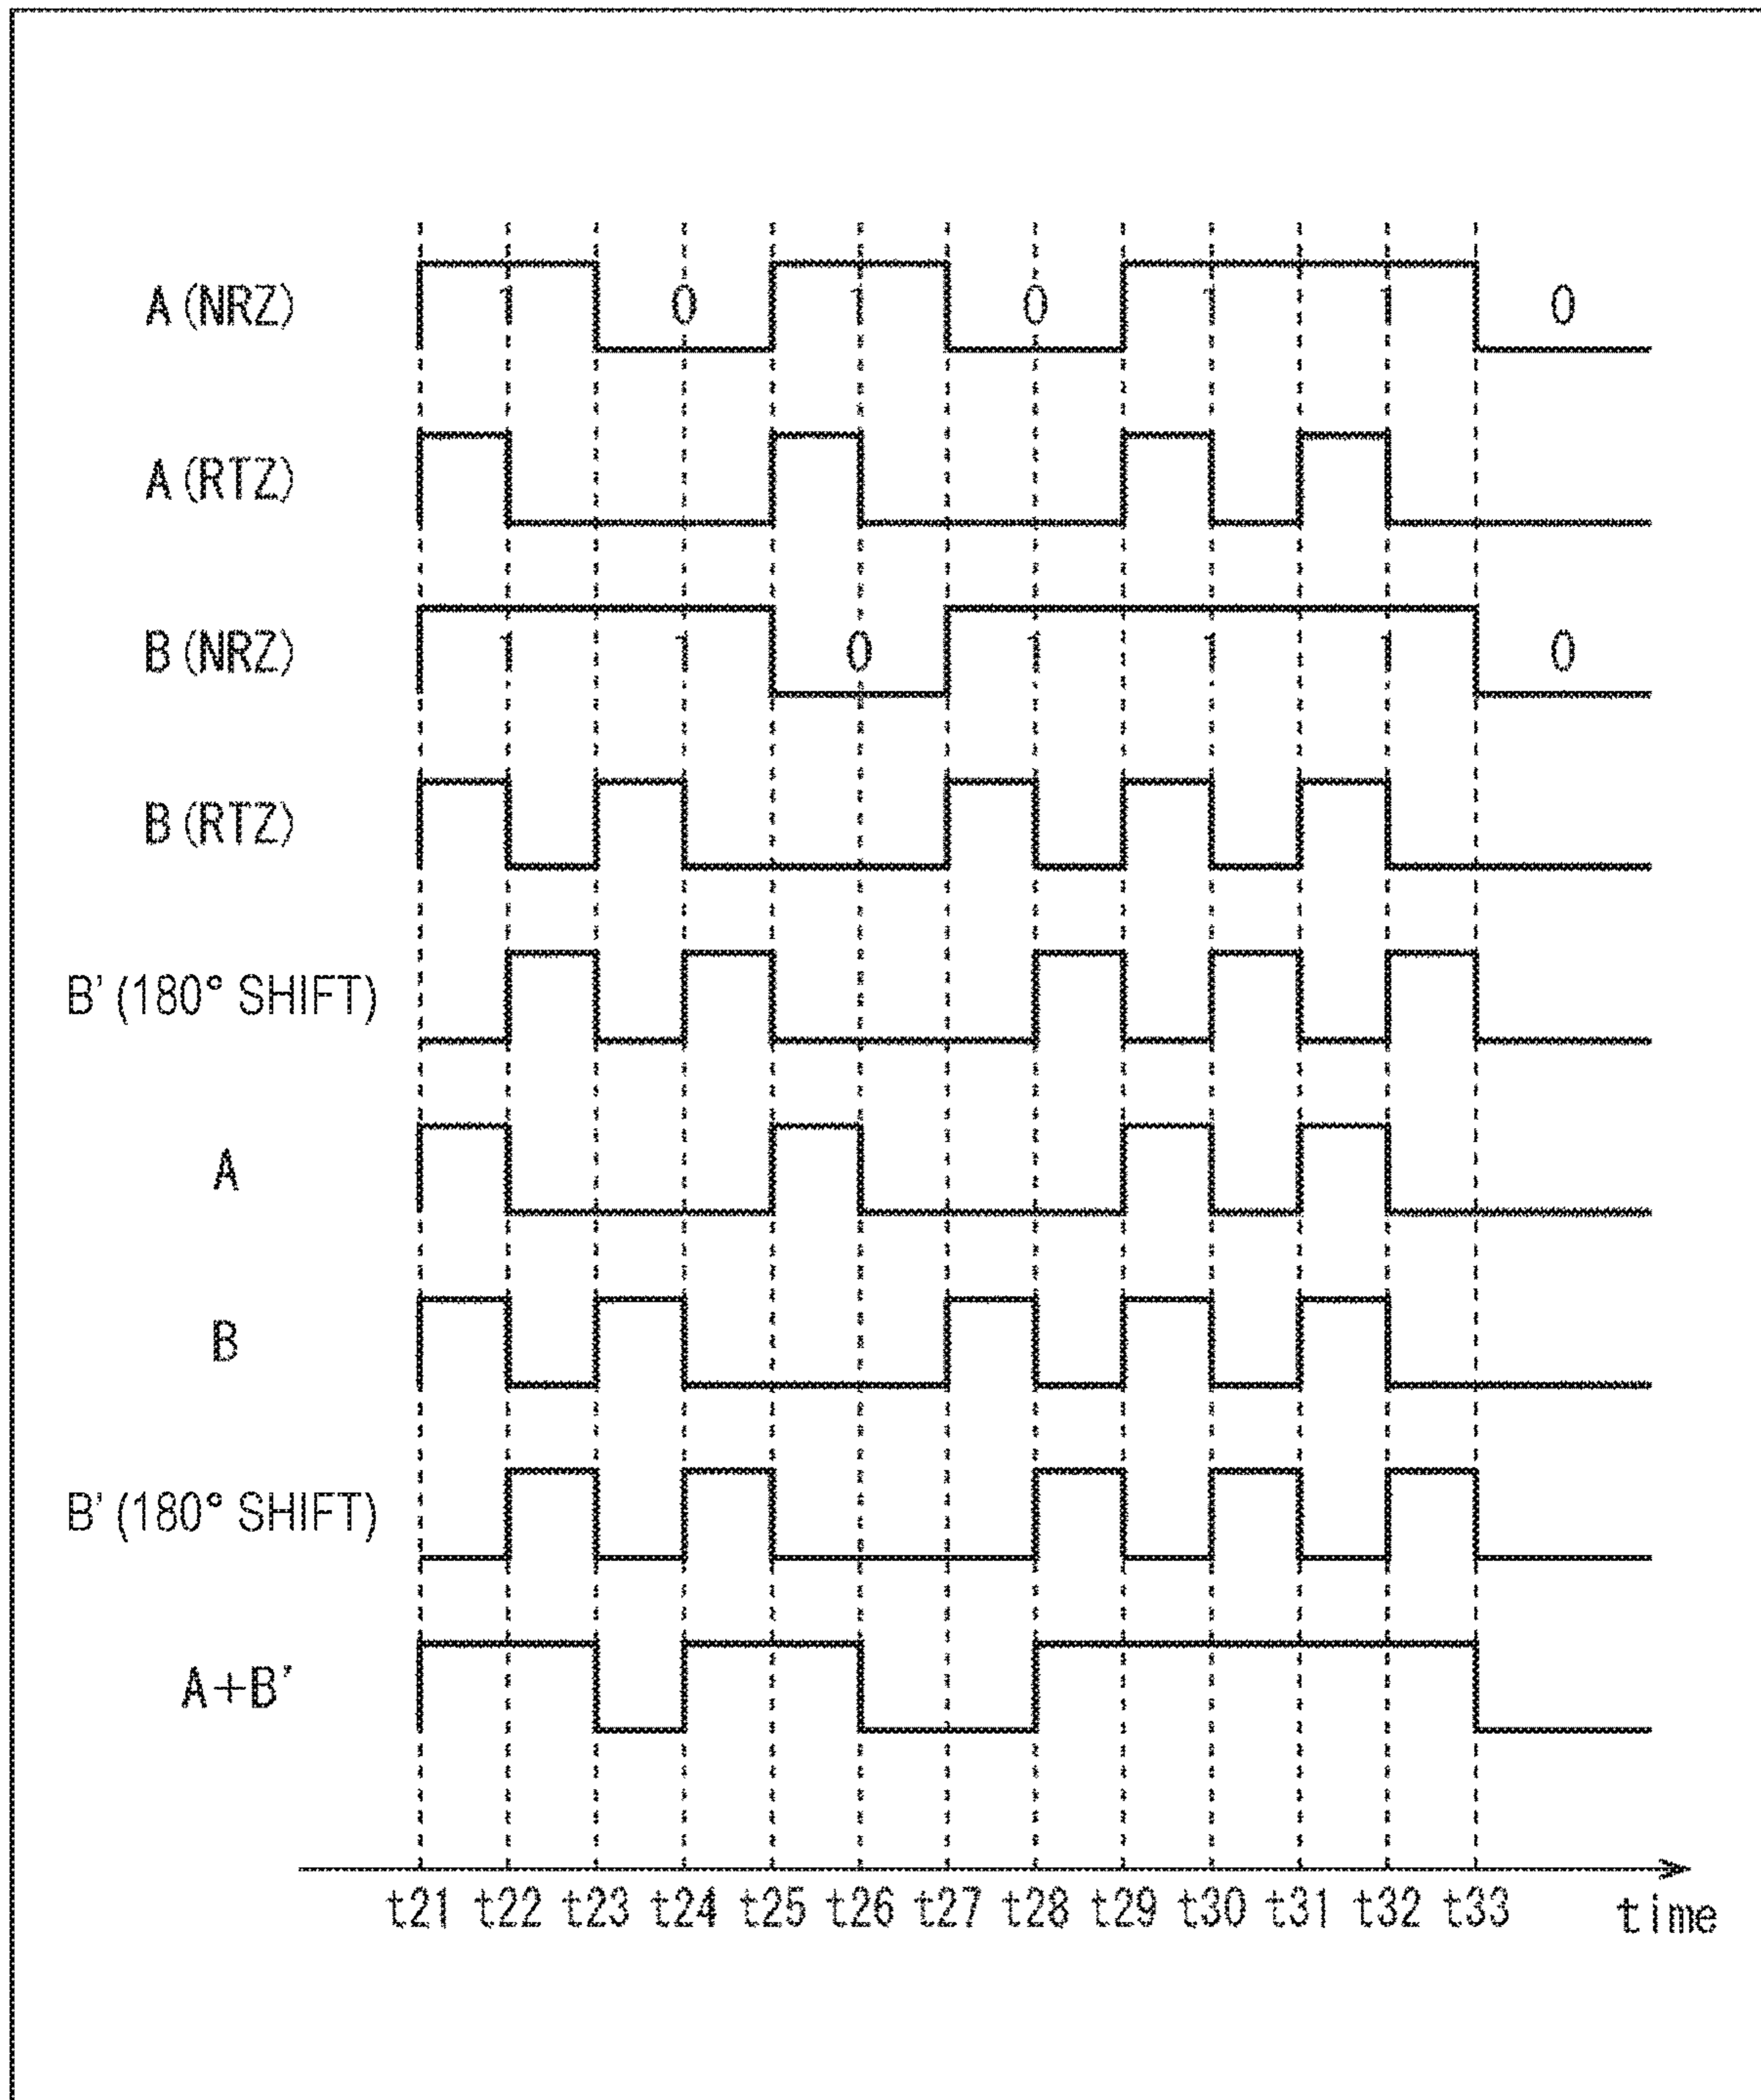 A (NRZ) 1 0 1 0 1 1 0
A (RTZ)
B (NRZ) 1 1 0 1 1 1 0
B (RTZ)
B' (180° SHIFT)
A
B
B' (180° SHIFT)
A+B'
t21 t22 t23 t24 t25 t26 t27 t28 t29 t30 t31 t32 t33 time